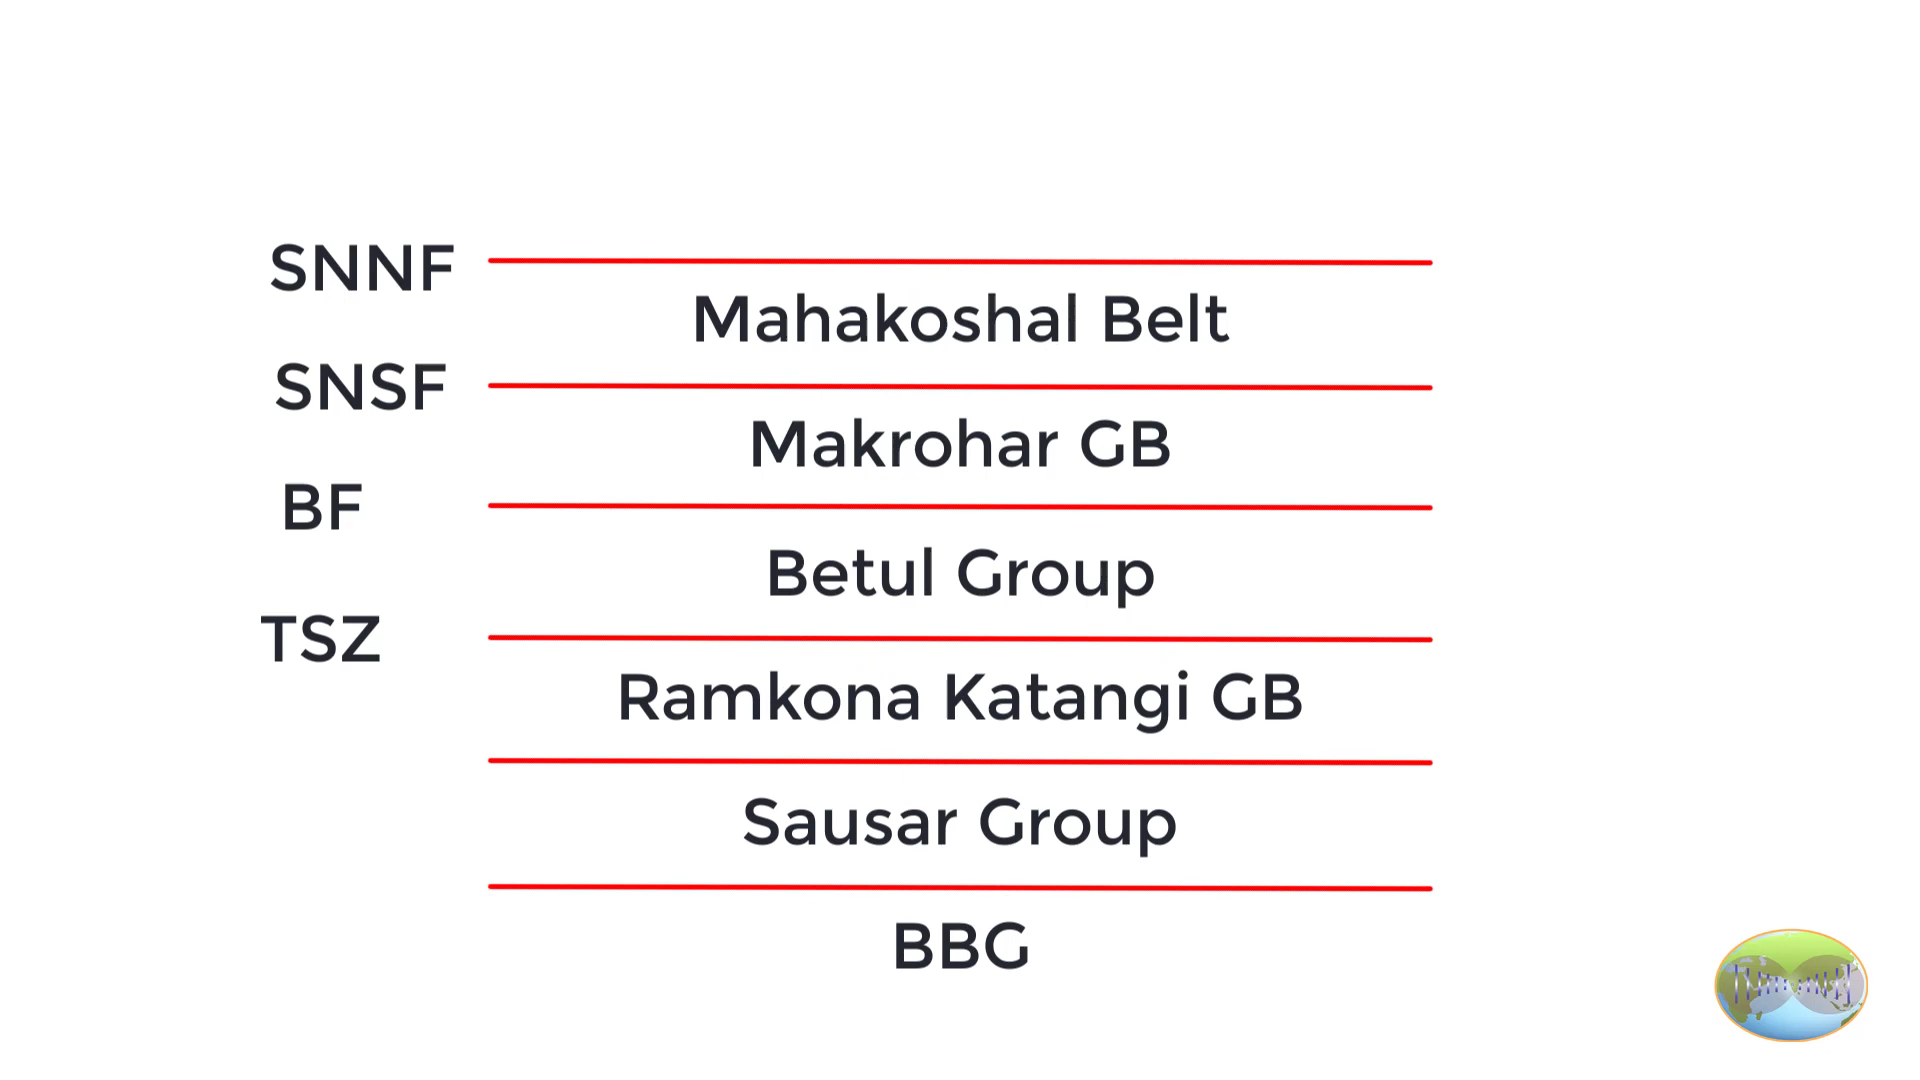 SNNF
Mahakoshal Belt
SNSF
Makrohar GB
BF
Betul Group
TSZ
Ramkona Katangi GB
Sausar Group
BBG